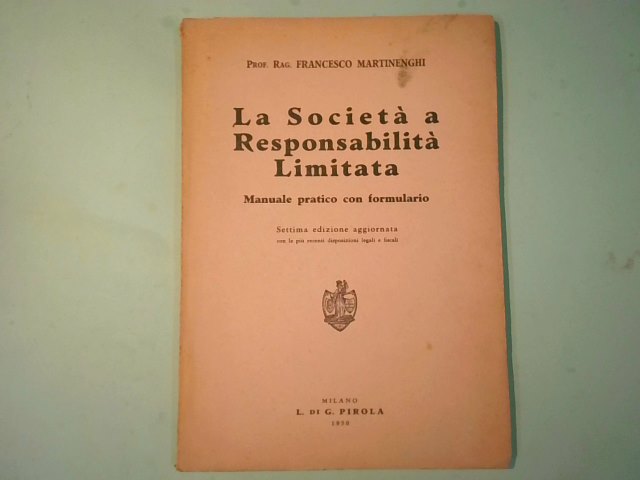 PROF. RAG. FRANCESCO MARTINENGHI
La Società a
Responsabilità
Limitata
Manuale pratico con formulario
Settima edizione aggiornata
con le più recenti disposizioni legali e fiscali
MILANO
L. DI G. PIROLA
1950